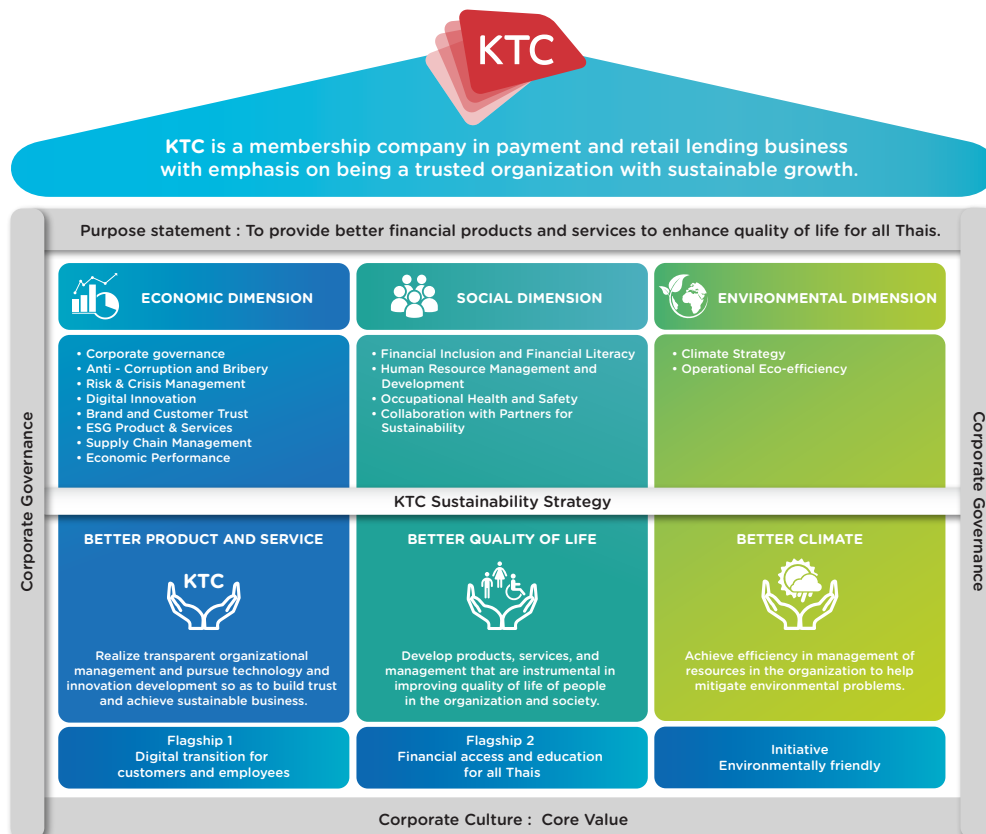 KTC
KTC is a membership company in payment and retail lending business
with emphasis on being a trusted organization with sustainable growth.
Purpose statement : To provide better financial products and services to enhance quality of life for all Thais.
Corporate Governance
ECONOMIC DIMENSION
• Corporate governance
• Anti - Corruption and Bribery
• Risk & Crisis Management
• Digital Innovation
• Brand and Customer Trust
• ESG Product & Services
• Supply Chain Management
• Economic Performance
SOCIAL DIMENSION
• Financial Inclusion and Financial Literacy
• Human Resource Management and
Development
• Occupational Health and Safety
• Collaboration with Partners for
Sustainability
ENVIRONMENTAL DIMENSION
• Climate Strategy
• Operational Eco-efficiency
Corporate Governance
KTC Sustainability Strategy
BETTER PRODUCT AND SERVICE
KTC
Realize transparent organizational
management and pursue technology and
innovation development so as to build trust
and achieve sustainable business.
BETTER QUALITY OF LIFE
Develop products, services, and
management that are instrumental in
improving quality of life of people
in the organization and society.
BETTER CLIMATE
Achieve efficiency in management of
resources in the organization to help
mitigate environmental problems.
Flagship 1
Digital transition for
customers and employees
Flagship 2
Financial access and education
for all Thais
Initiative
Environmentally friendly
Corporate Culture : Core Value